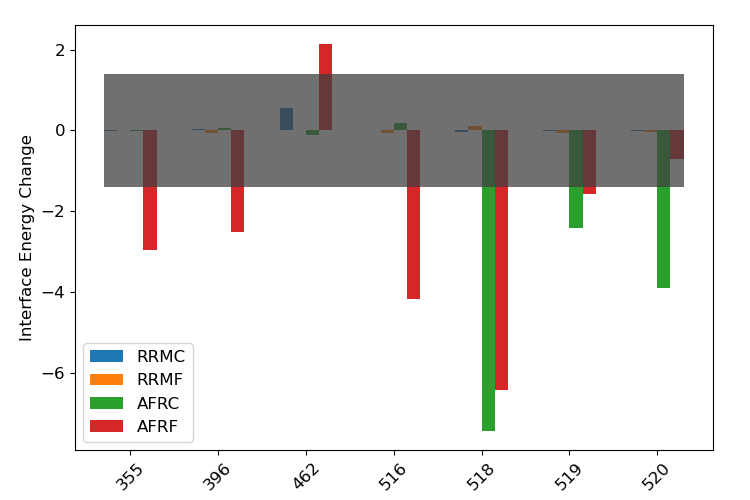 2
0
−2
−4
−6
Interface Energy Change
RRMC
RRMF
AFRC
AFRF
355
396
462
516
518
519
520